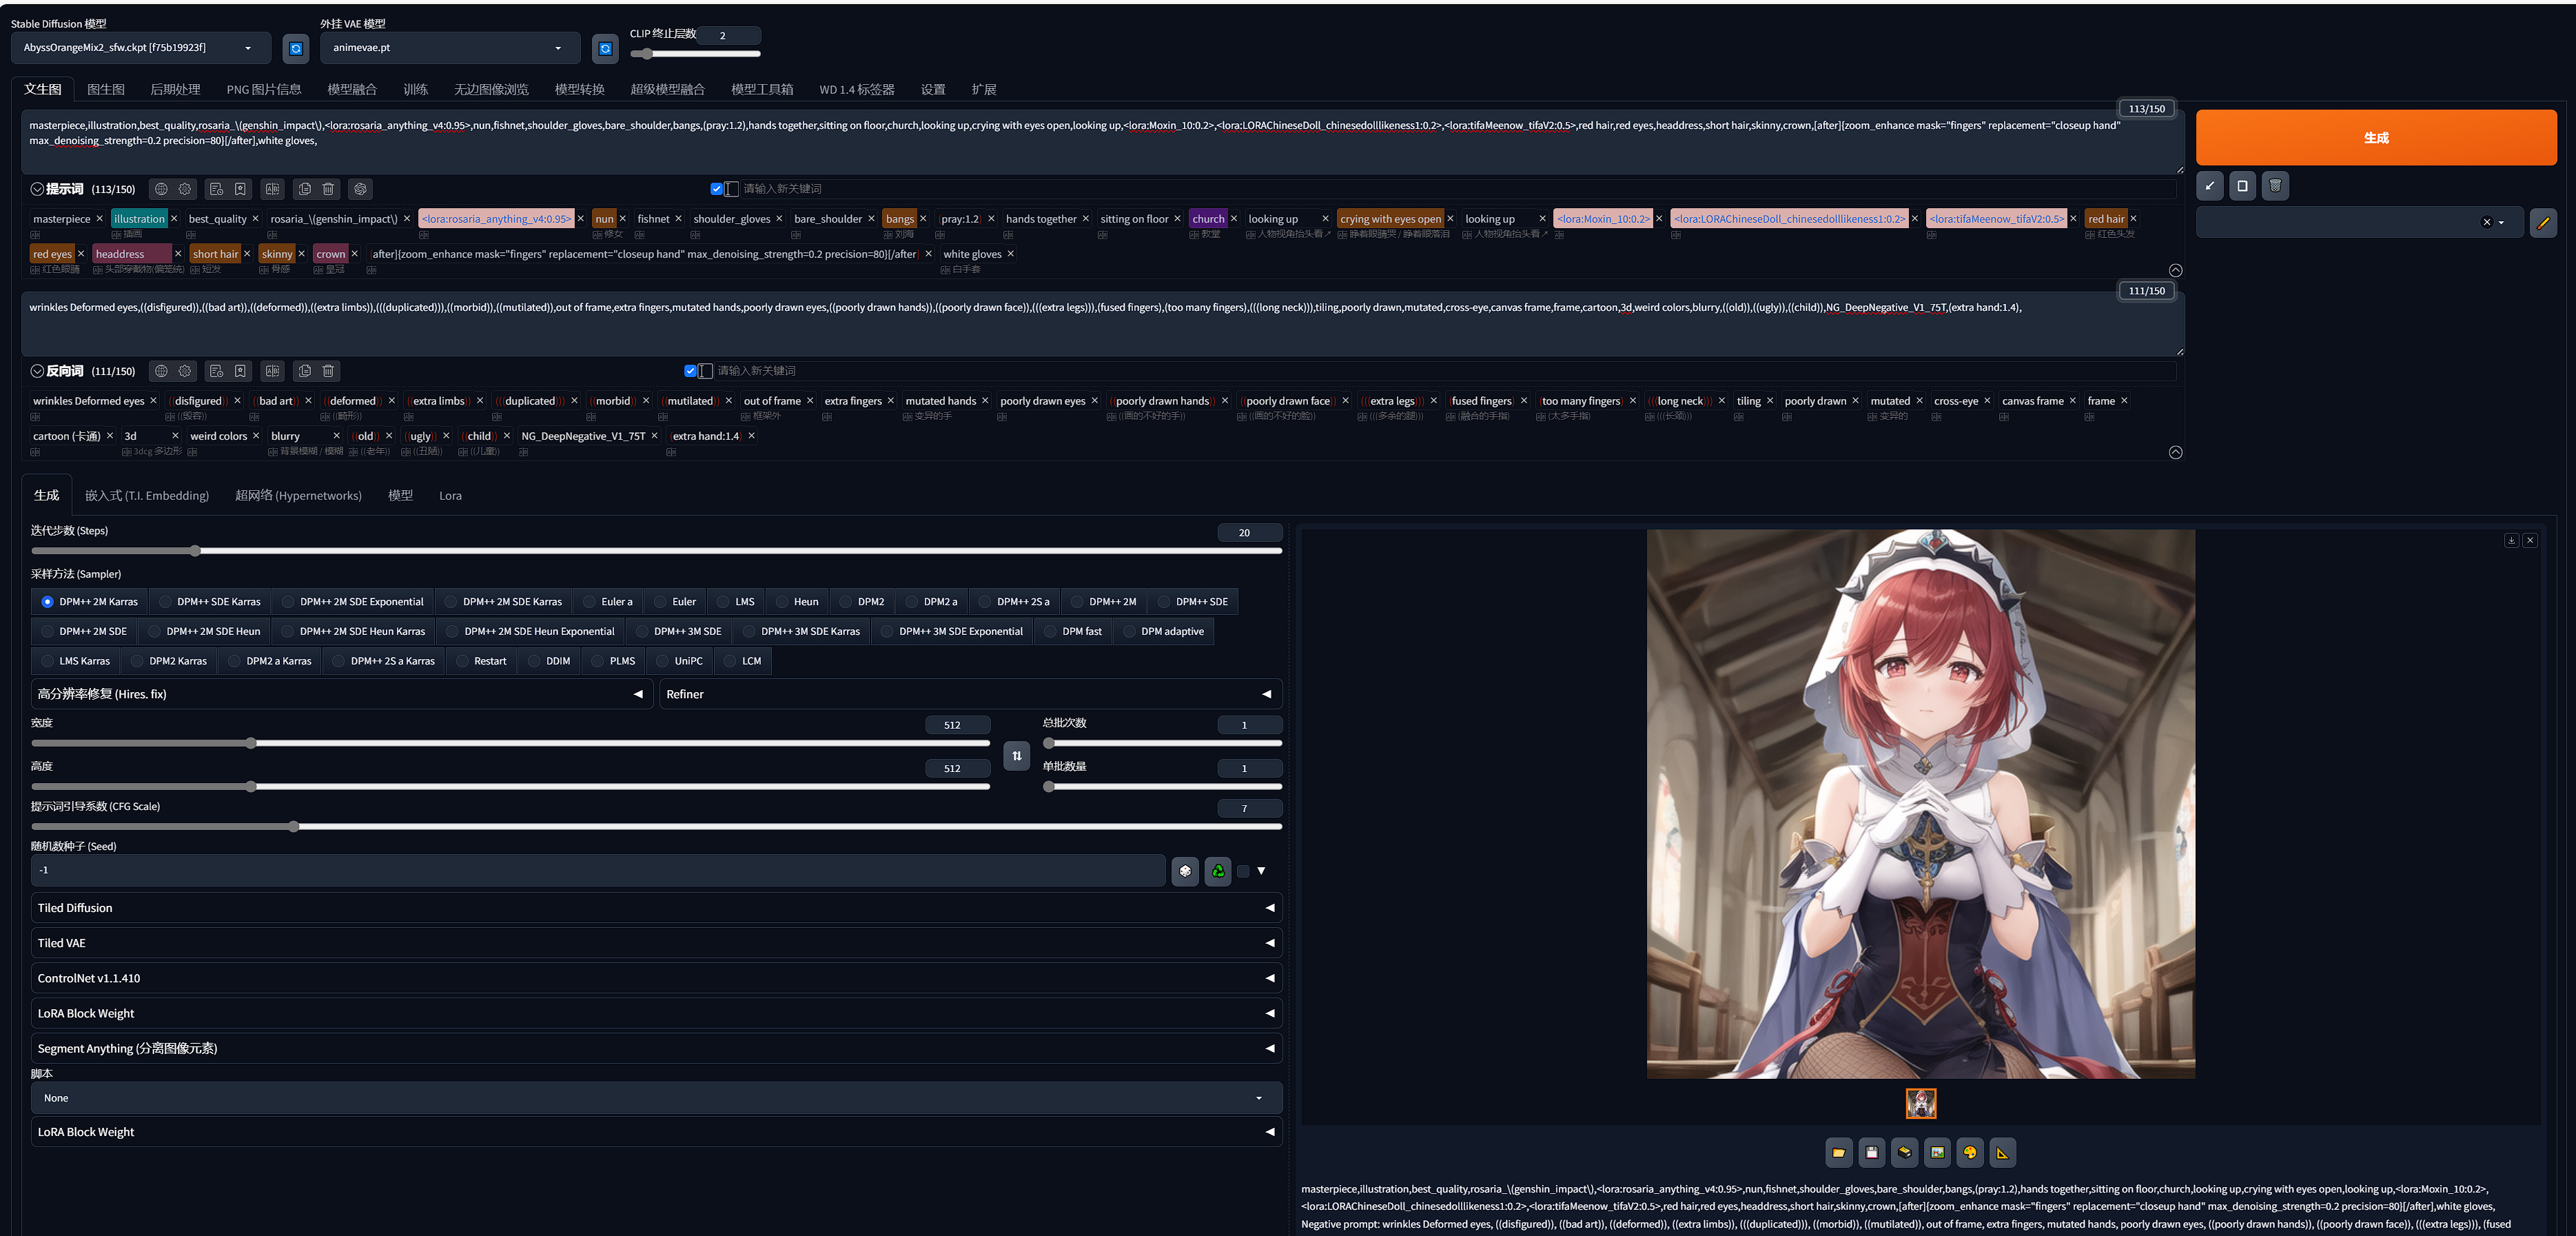 Stable Diffusion 模型
外挂 VAE 模型
CLIP 终止层数
2
AbyssOrangeMix2_sfw.ckpt [f75b19923f]
animevae.pt
文生图 图生图 后期处理 PNG 图片信息 模型融合 训练 无边图像浏览 模型转换 超级模型融合 模型工具箱 WD 1.4 标签器 设置 扩展
113/150
masterpiece,illustration,best_quality,rosaria_\(genshin_impact\),<lora:rosaria_anything_v4:0.95>,nun,fishnet,shoulder_gloves,bare_shoulder,bangs,(pray:1.2),hands together,sitting on floor,church,looking up,crying with eyes open,looking up,<lora:Moxin_10:0.2>,<lora:LORAChineseDoll_chinesedolllikeness1:0.2>,<lora:tifaMeenow_tifaV2:0.5>,red hair,red eyes,headdress,short hair,skinny,crown,[after]{zoom_enhance mask="fingers" replacement="closeup hand"
max_denoising_strength=0.2 precision=80}[/after],white gloves,
生成
提示词 (113/150) 请输入新关键词
masterpiece illustration best_quality rosaria_\(genshin_impact\) <lora:rosaria_anything_v4:0.95> nun fishnet shoulder_gloves bare_shoulder bangs (pray:1.2) hands together sitting on floor church looking up crying with eyes open looking up <lora:Moxin_10:0.2> <lora:LORAChineseDoll_chinesedolllikeness1:0.2> <lora:tifaMeenow_tifaV2:0.5> red hair
插画 修女 刘海 教堂 人物视角抬头看↗ 睁着眼睛哭 / 睁着眼落泪 人物视角抬头看↗ 红色头发
red eyes headdress short hair skinny crown [after]{zoom_enhance mask="fingers" replacement="closeup hand" max_denoising_strength=0.2 precision=80}[/after] white gloves
红色眼睛 头部穿戴物(偏笼统) 短发 骨感 皇冠 白手套
111/150
wrinkles Deformed eyes,((disfigured)),((bad art)),((deformed)),((extra limbs)),(((duplicated))),((morbid)),((mutilated)),out of frame,extra fingers,mutated hands,poorly drawn eyes,((poorly drawn hands)),((poorly drawn face)),(((extra legs))),(fused fingers),(too many fingers),(((long neck))),tiling,poorly drawn,mutated,cross-eye,canvas frame,frame,cartoon,3d,weird colors,blurry,((old)),((ugly)),((child)),NG_DeepNegative_V1_75T,(extra hand:1.4),
反向词 (111/150) 请输入新关键词
wrinkles Deformed eyes ((disfigured)) ((bad art)) ((deformed)) ((extra limbs)) (((duplicated))) ((morbid)) ((mutilated)) out of frame extra fingers mutated hands poorly drawn eyes ((poorly drawn hands)) ((poorly drawn face)) (((extra legs))) (fused fingers) (too many fingers) (((long neck))) tiling poorly drawn mutated cross-eye canvas frame frame
((毁容)) ((畸形)) 框架外 变异的手 ((画的不好的手)) ((画的不好的脸)) (((多余的腿))) (融合的手指) (太多手指) (((长颈))) 变异的
cartoon (卡通) 3d weird colors blurry ((old)) ((ugly)) ((child)) NG_DeepNegative_V1_75T (extra hand:1.4)
3dcg 多边形 背景模糊 / 模糊 ((老年)) ((丑陋)) ((儿童))
生成 嵌入式 (T.I. Embedding) 超网络 (Hypernetworks) 模型 Lora
迭代步数 (Steps)
20
采样方法 (Sampler)
DPM++ 2M Karras DPM++ SDE Karras DPM++ 2M SDE Exponential DPM++ 2M SDE Karras Euler a Euler LMS Heun DPM2 DPM2 a DPM++ 2S a DPM++ 2M DPM++ SDE
DPM++ 2M SDE DPM++ 2M SDE Heun DPM++ 2M SDE Heun Karras DPM++ 2M SDE Heun Exponential DPM++ 3M SDE DPM++ 3M SDE Karras DPM++ 3M SDE Exponential DPM fast DPM adaptive
LMS Karras DPM2 Karras DPM2 a Karras DPM++ 2S a Karras Restart DDIM PLMS UniPC LCM
高分辨率修复 (Hires. fix)
Refiner
宽度
512
总批次数
1
高度
512
单批数量
1
提示词引导系数 (CFG Scale)
7
随机数种子 (Seed)
-1
Tiled Diffusion
Tiled VAE
ControlNet v1.1.410
LoRA Block Weight
Segment Anything (分离图像元素)
脚本
None
LoRA Block Weight
masterpiece,illustration,best_quality,rosaria_\(genshin_impact\),<lora:rosaria_anything_v4:0.95>,nun,fishnet,shoulder_gloves,bare_shoulder,bangs,(pray:1.2),hands together,sitting on floor,church,looking up,crying with eyes open,looking up,<lora:Moxin_10:0.2>,
<lora:LORAChineseDoll_chinesedolllikeness1:0.2>,<lora:tifaMeenow_tifaV2:0.5>,red hair,red eyes,headdress,short hair,skinny,crown,[after]{zoom_enhance mask="fingers" replacement="closeup hand" max_denoising_strength=0.2 precision=80}[/after],white gloves,
Negative prompt: wrinkles Deformed eyes, ((disfigured)), ((bad art)), ((deformed)), ((extra limbs)), (((duplicated))), ((morbid)), ((mutilated)), out of frame, extra fingers, mutated hands, poorly drawn eyes, ((poorly drawn hands)), ((poorly drawn face)), (((extra legs))), (fused